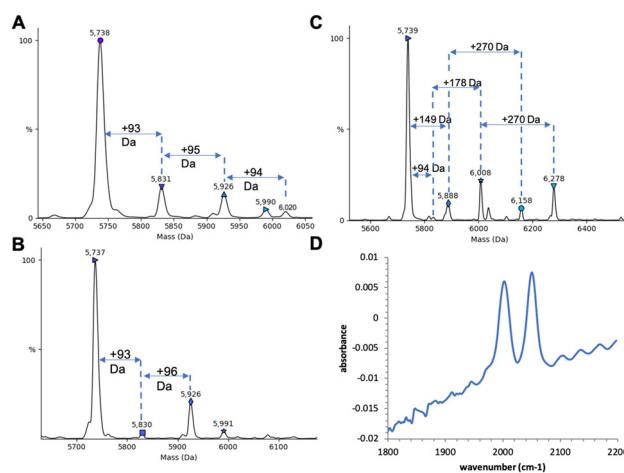 A
5,738
100
+93
Da
+95
Da
+94
Da
%
5,831
5,926
5,990
6,020
5650 5700 5750 5800 5850 5900 5950 6000 6050
Mass (Da)
B
5,737
100
+93
Da
+96
Da
%
5,830
5,926
5,991
5700 5800 5900 6000 6100
Mass (Da)
C
5,739
100
+270 Da
+178 Da
+149 Da
+270 Da
%
+94 Da
5,888
6,008
6,158
6,278
5600 5800 6000 6200 6400
Mass (Da)
D
0.01
0.005
0
-0.005
-0.01
-0.015
-0.02
absorbance
1800 1900 2000 2100 2200
wavenumber (cm-1)